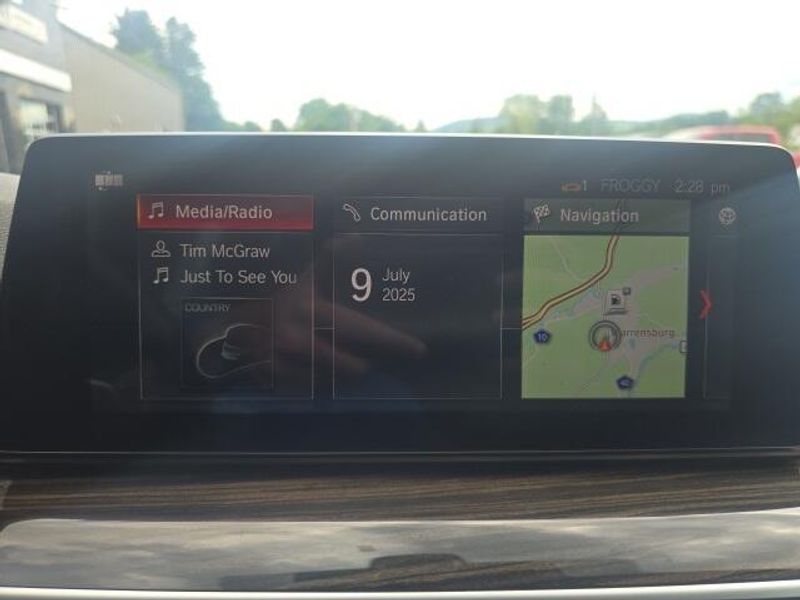 1 FROGGY 2:28 pm
Media/Radio
Tim McGraw
Just To See You
COUNTRY
Communication
9
July
2025
Navigation
arrensburg
10